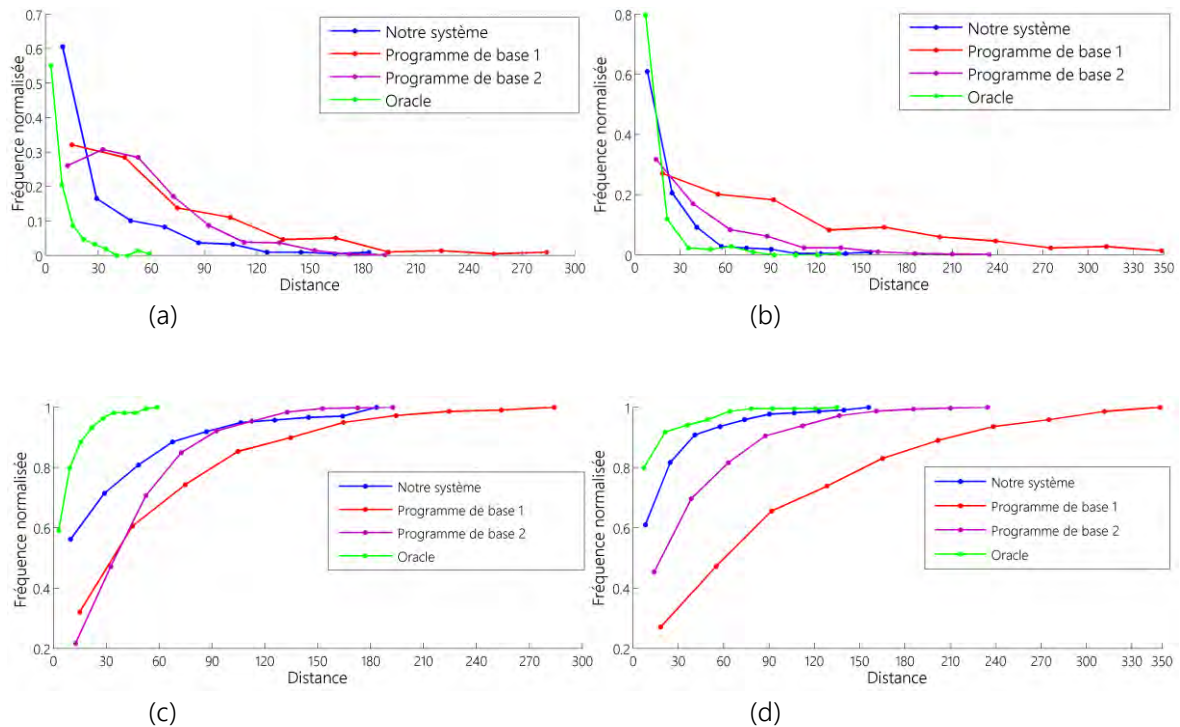 Fréquence normalisée
0.7
0.6
0.5
0.4
0.3
0.2
0.1
0
0 30 60 90 120 150 180 210 240 270 300
Distance
Notre système
Programme de base 1
Programme de base 2
Oracle
(a)
Fréquence normalisée
0.8
0.6
0.4
0.2
0
0 30 60 90 120 150 180 210 240 270 300 330 350
Distance
Notre système
Programme de base 1
Programme de base 2
Oracle
(b)
Fréquence normalisée
1
0.8
0.6
0.4
0.2
0 30 60 90 120 150 180 210 240 270 300
Distance
Notre système
Programme de base 1
Programme de base 2
Oracle
(c)
Fréquence normalisée
1
0.8
0.6
0.4
0.2
0 30 60 90 120 150 180 210 240 270 300 330 350
Distance
Notre système
Programme de base 1
Programme de base 2
Oracle
(d)